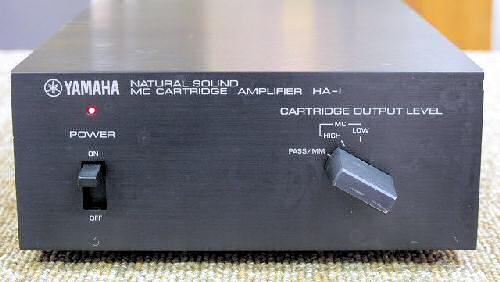 YAMAHA
NATURAL SOUND
MC CARTRIDGE AMPLIFIER HA-1
CARTRIDGE OUTPUT LEVEL
POWER
ON
OFF
MC
HIGH
LOW
PASS/MM